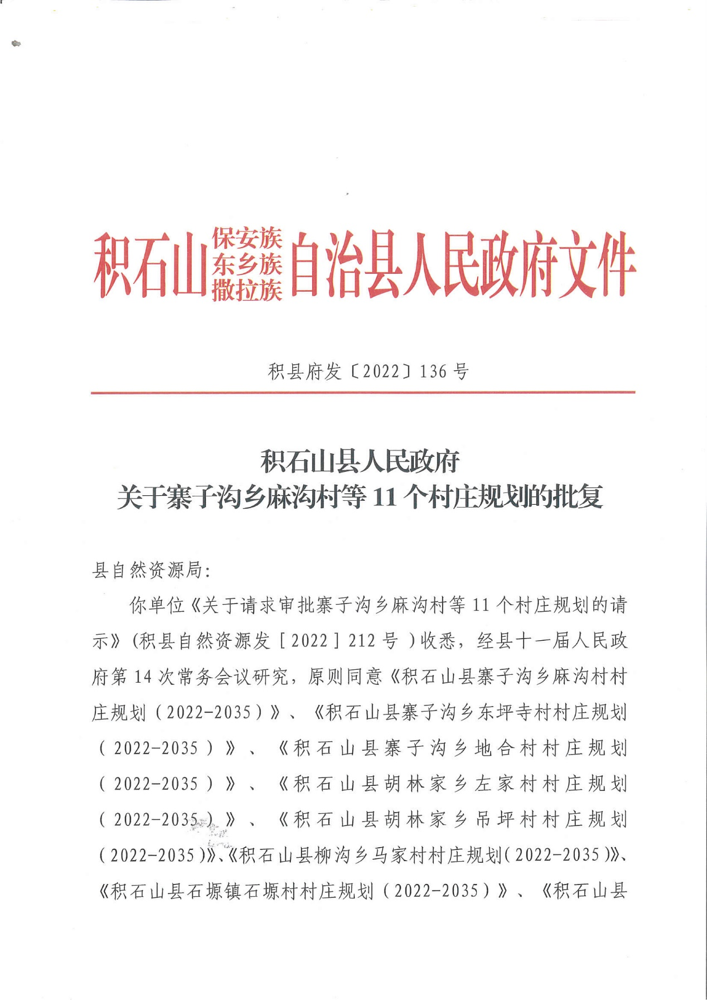 积石山保安族东乡族撒拉族自治县人民政府文件
积县府发〔2022〕136 号
积石山县人民政府
关于寨子沟乡麻沟村等 11 个村庄规划的批复
县自然资源局：
你单位《关于请求审批寨子沟乡麻沟村等 11 个村庄规划的请
示》(积县自然资源发［2022］212 号 )收悉，经县十一届人民政
府第 14 次常务会议研究，原则同意《积石山县寨子沟乡麻沟村村
庄规划（2022-2035）》、《积石山县寨子沟乡东坪寺村村庄规划
（2022-2035）》、《积石山县寨子沟乡地合村村庄规划
（2022-2035）》、《积石山县胡林家乡左家村村庄规划
（2022-2035）》、《积石山县胡林家乡吊坪村村庄规划
（2022-2035）》、《积石山县柳沟乡马家村村庄规划（2022-2035）》、
《积石山县石塬镇石塬村村庄规划（2022-2035）》、《积石山县